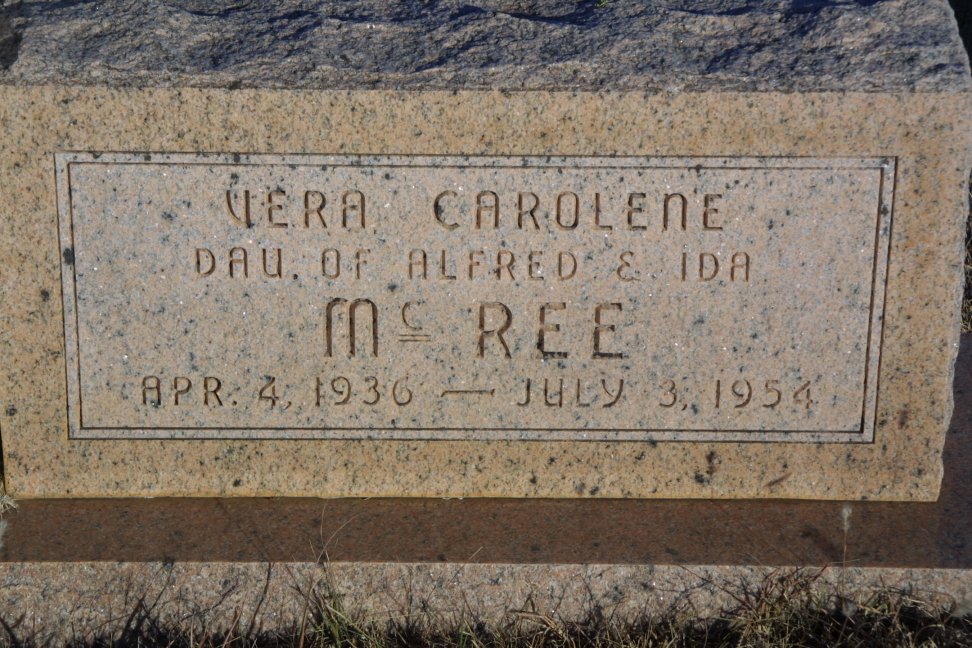 VERA CAROLENE
DAU. OF ALFRED & IDA
McREE
APR. 4, 1936 — JULY 3, 1954